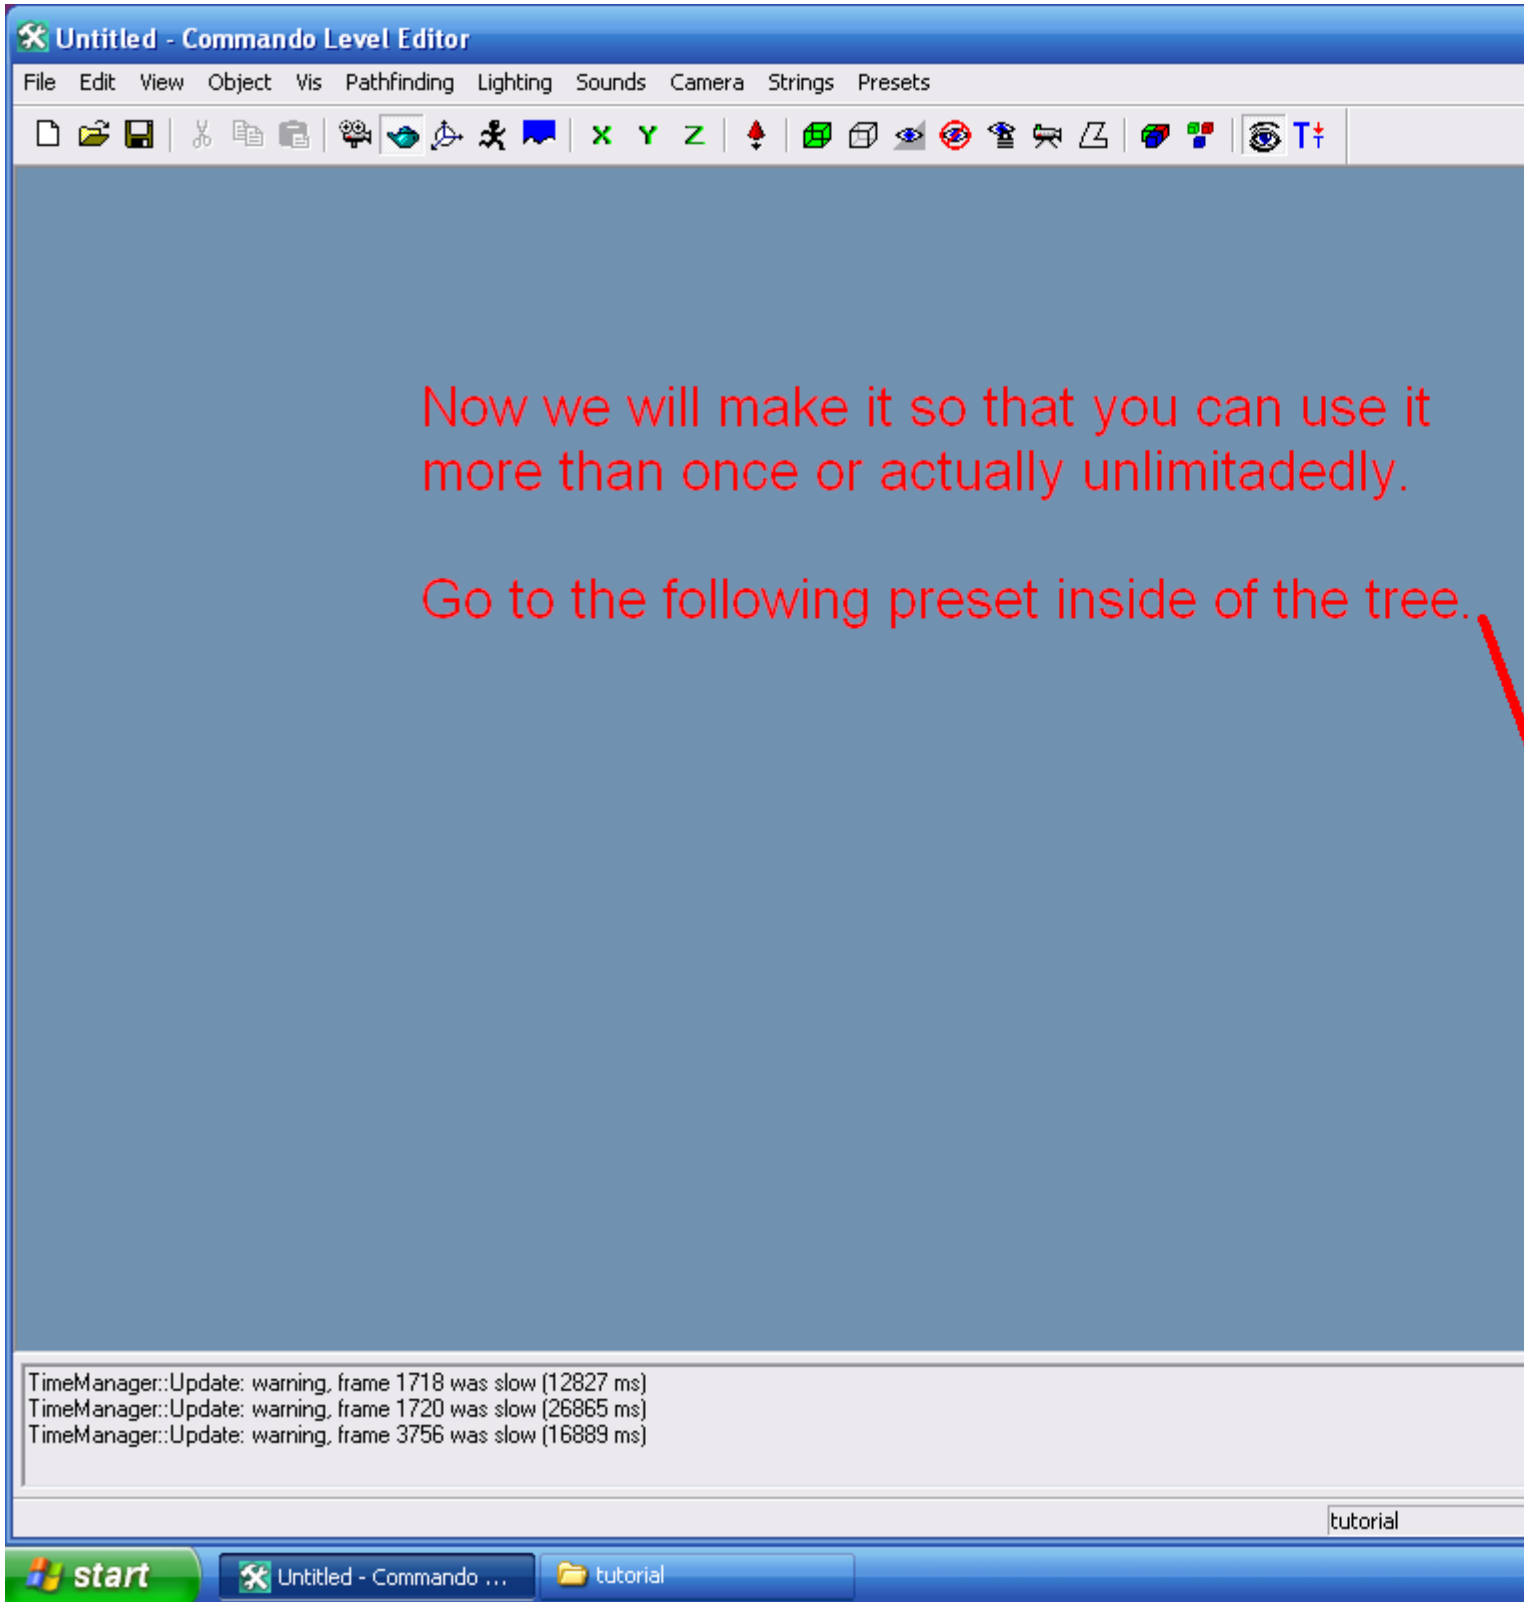 Untitled - Commando Level Editor
File Edit View Object Vis Pathfinding Lighting Sounds Camera Strings Presets
X Y Z T
Now we will make it so that you can use it
more than once or actually unlimitadedly.
Go to the following preset inside of the tree.
TimeManager::Update: warning, frame 1718 was slow (12827 ms)
TimeManager::Update: warning, frame 1720 was slow (26865 ms)
TimeManager::Update: warning, frame 3756 was slow (16889 ms)
tutorial
start Untitled - Commando ... tutorial